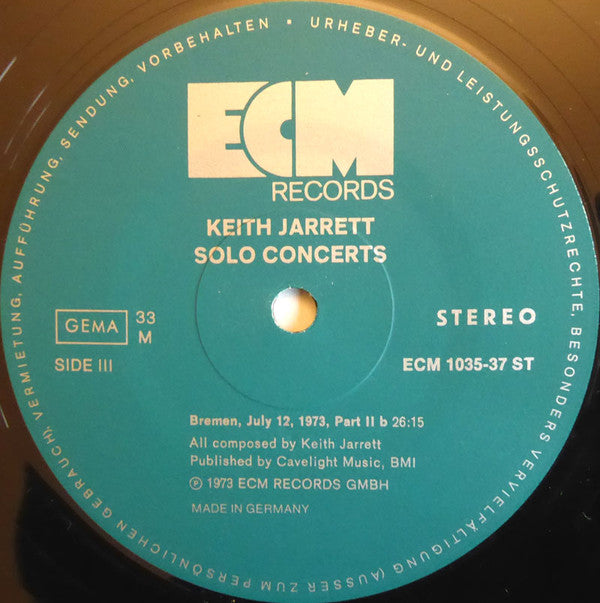 ECM
RECORDS
KEITH JARRETT
SOLO CONCERTS
GEMA
33
M
STEREO
SIDE III
ECM 1035-37 ST
Bremen, July 12, 1973, Part II b 26:15
All composed by Keith Jarrett
Published by Cavelight Music, BMI
Ⓟ 1973 ECM RECORDS GMBH
MADE IN GERMANY
URHEBER- UND LEISTUNGSSCHUTZRECHTE, BESONDERS VERVIELFÄLTIGUNG (AUSSER ZUM PERSÖNLICHEN GEBRAUCH), VERMIETUNG, AUFFÜHRUNG, SENDUNG, VORBEHALTEN •